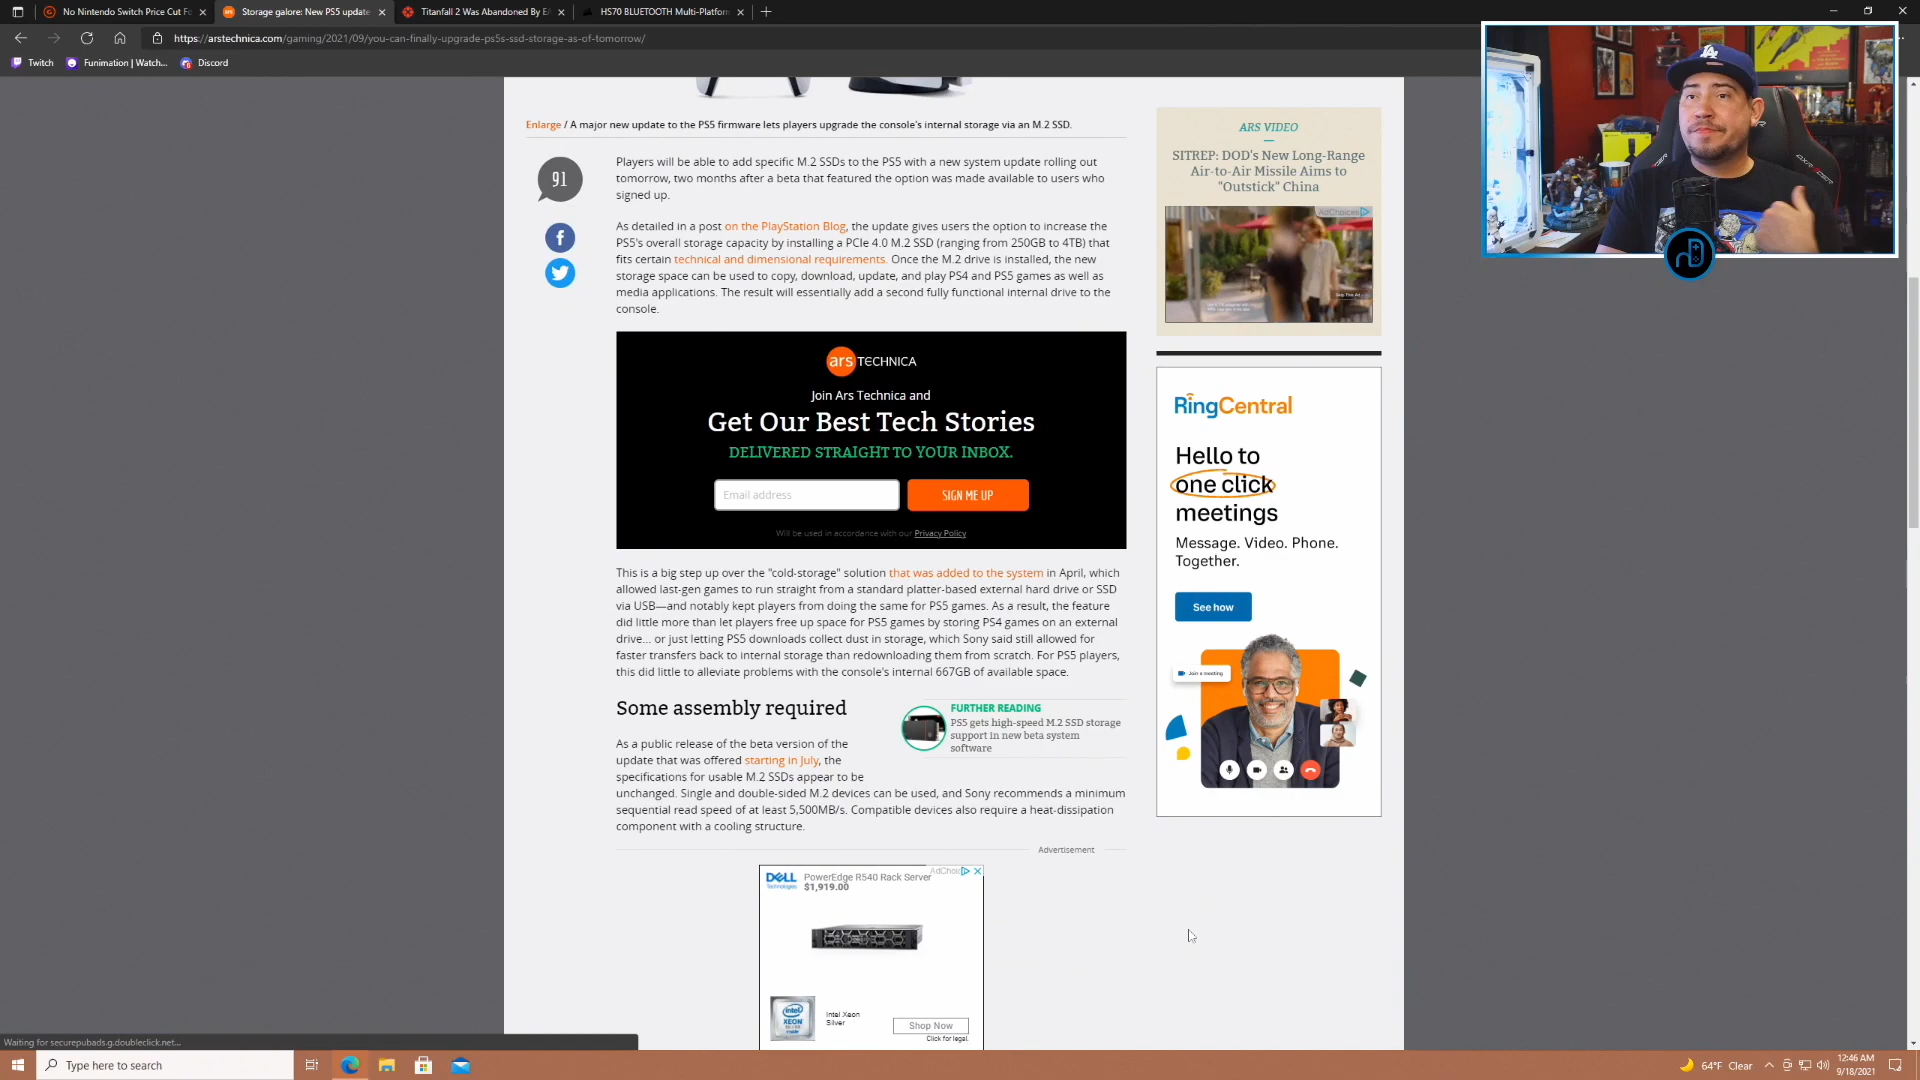 No Nintendo Switch Price Cut Fo
Storage galore: New PS5 update
Titanfall 2 Was Abandoned By EA
HS70 BLUETOOTH Multi-Platform
https://arstechnica.com/gaming/2021/09/you-can-finally-upgrade-ps5s-ssd-storage-as-of-tomorrow/
Twitch
Funimation | Watch...
Discord
LA
Enlarge / A major new update to the PS5 firmware lets players upgrade the console's internal storage via an M.2 SSD.
91
Players will be able to add specific M.2 SSDs to the PS5 with a new system update rolling out
tomorrow, two months after a beta that featured the option was made available to users who
signed up.
As detailed in a post on the PlayStation Blog, the update gives users the option to increase the
PS5's overall storage capacity by installing a PCIe 4.0 M.2 SSD (ranging from 250GB to 4TB) that
fits certain technical and dimensional requirements. Once the M.2 drive is installed, the new
storage space can be used to copy, download, update, and play PS4 and PS5 games as well as
media applications. The result will essentially add a second fully functional internal drive to the
console.
ars TECHNICA
Join Ars Technica and
Get Our Best Tech Stories
DELIVERED STRAIGHT TO YOUR INBOX.
Email address
SIGN ME UP
Will be used in accordance with our Privacy Policy
This is a big step up over the "cold-storage" solution that was added to the system in April, which
allowed last-gen games to run straight from a standard platter-based external hard drive or SSD
via USB—and notably kept players from doing the same for PS5 games. As a result, the feature
did little more than let players free up space for PS5 games by storing PS4 games on an external
drive... or just letting PS5 downloads collect dust in storage, which Sony said still allowed for
faster transfers back to internal storage than redownloading them from scratch. For PS5 players,
this did little to alleviate problems with the console's internal 667GB of available space.
Some assembly required
As a public release of the beta version of the
update that was offered starting in July, the
specifications for usable M.2 SSDs appear to be
unchanged. Single and double-sided M.2 devices can be used, and Sony recommends a minimum
sequential read speed of at least 5,500MB/s. Compatible devices also require a heat-dissipation
component with a cooling structure.
FURTHER READING
PS5 gets high-speed M.2 SSD storage
support in new beta system
software
Advertisement
DELL
Technologies
PowerEdge R540 Rack Server
$1,919.00
AdChoic
intel
XEON
Intel Xeon
Silver
Shop Now
Click for legal.
ARS VIDEO
SITREP: DOD's New Long-Range
Air-to-Air Missile Aims to
"Outstick" China
AdChoices
Skip This Ad
RingCentral
Hello to
one click
meetings
Message. Video. Phone.
Together.
See how
Join a meeting
Waiting for securepubads.g.doubleclick.net...
Type here to search
64°F Clear
12:46 AM
9/18/2021